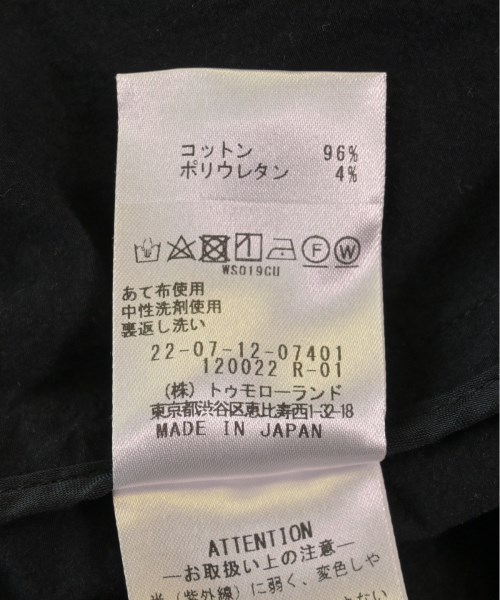 コットン 96%
ポリウレタン 4%
F W
WS019CU
あて布使用
中性洗剤使用
裏返し洗い
22-07-12-07401
120022 R-01
(株) トゥモローランド
東京都渋谷区恵比寿西1-32-18
MADE IN JAPAN
ATTENTION
―お取扱い上の注意―
光 (紫外線) に弱く、変色しや